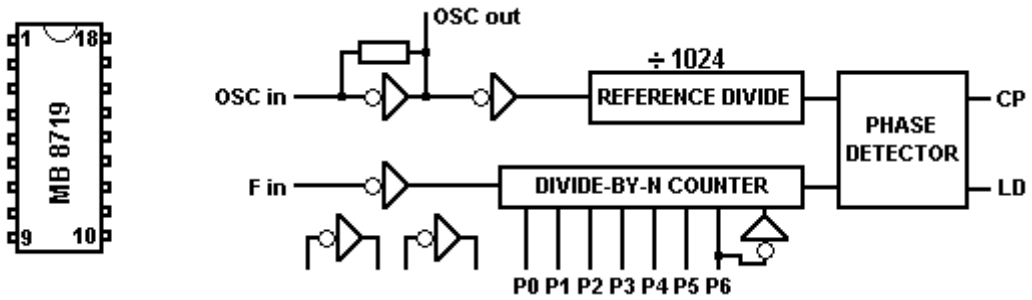 1 18
MB 8719
9 10
OSC out
÷ 1024
OSC in
REFERENCE DIVIDE
CP
PHASE
DETECTOR
F in
DIVIDE-BY-N COUNTER
LD
P0 P1 P2 P3 P4 P5 P6